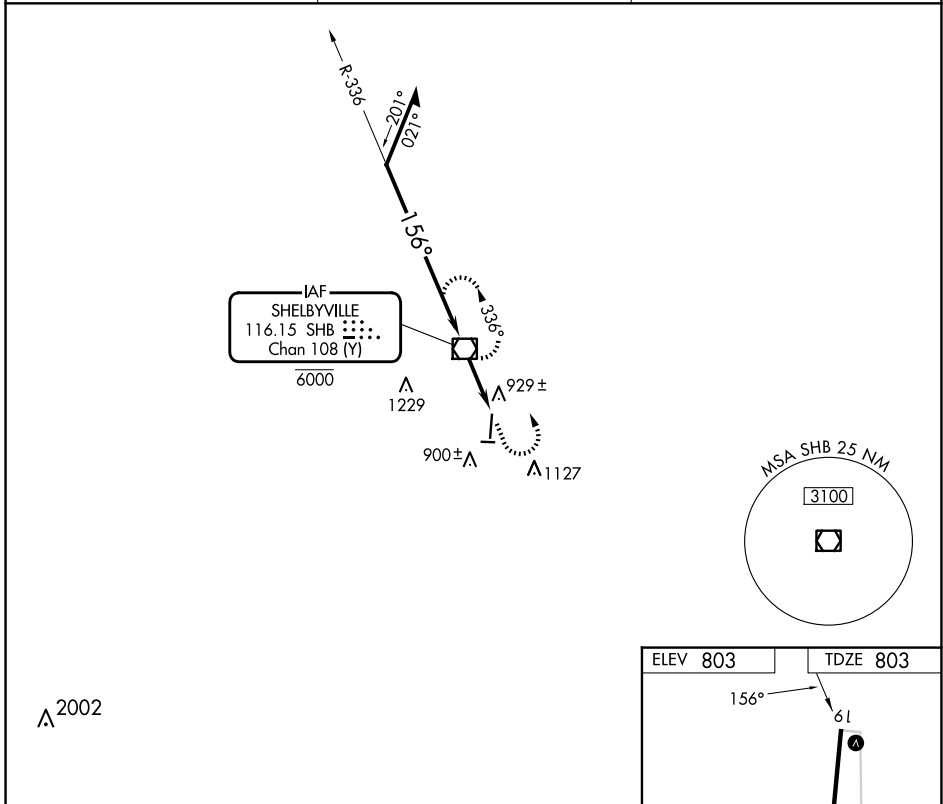 R-336
201°
021°
156°
IAF
SHELBYVILLE
116.15 SHB
Chan 108 (Y)
6000
336°
1229
929 ±
900 ±
1127
MSA SHB 25 NM
3100
2002
ELEV 803
TDZE 803
156°
19
V